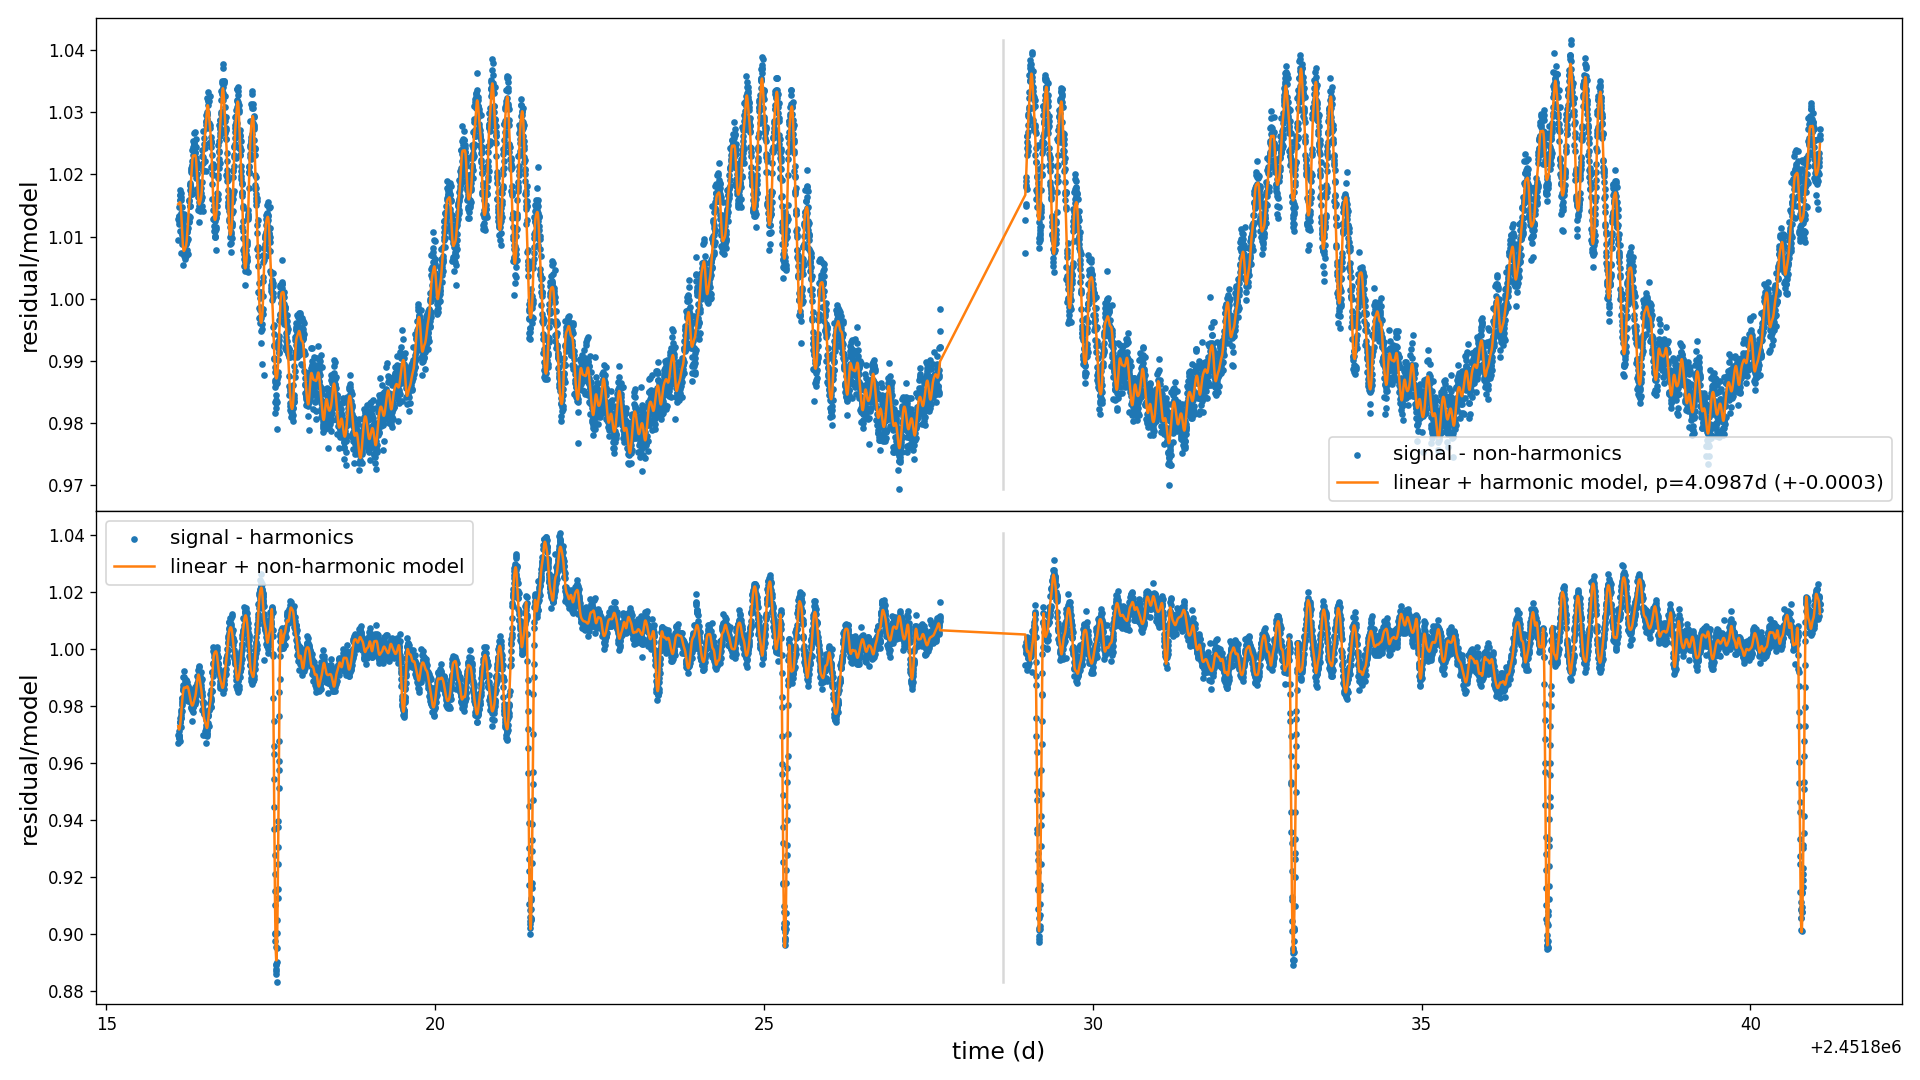 1.04
1.03
1.02
1.01
1.00
0.99
0.98
0.97
residual/model
signal - non-harmonics
linear + harmonic model, p=4.0987d (+-0.0003)
signal - harmonics
linear + non-harmonic model
1.04
1.02
1.00
0.98
0.96
0.94
0.92
0.90
0.88
residual/model
15 20 25 30 35 40
time (d)
+2.4518e6